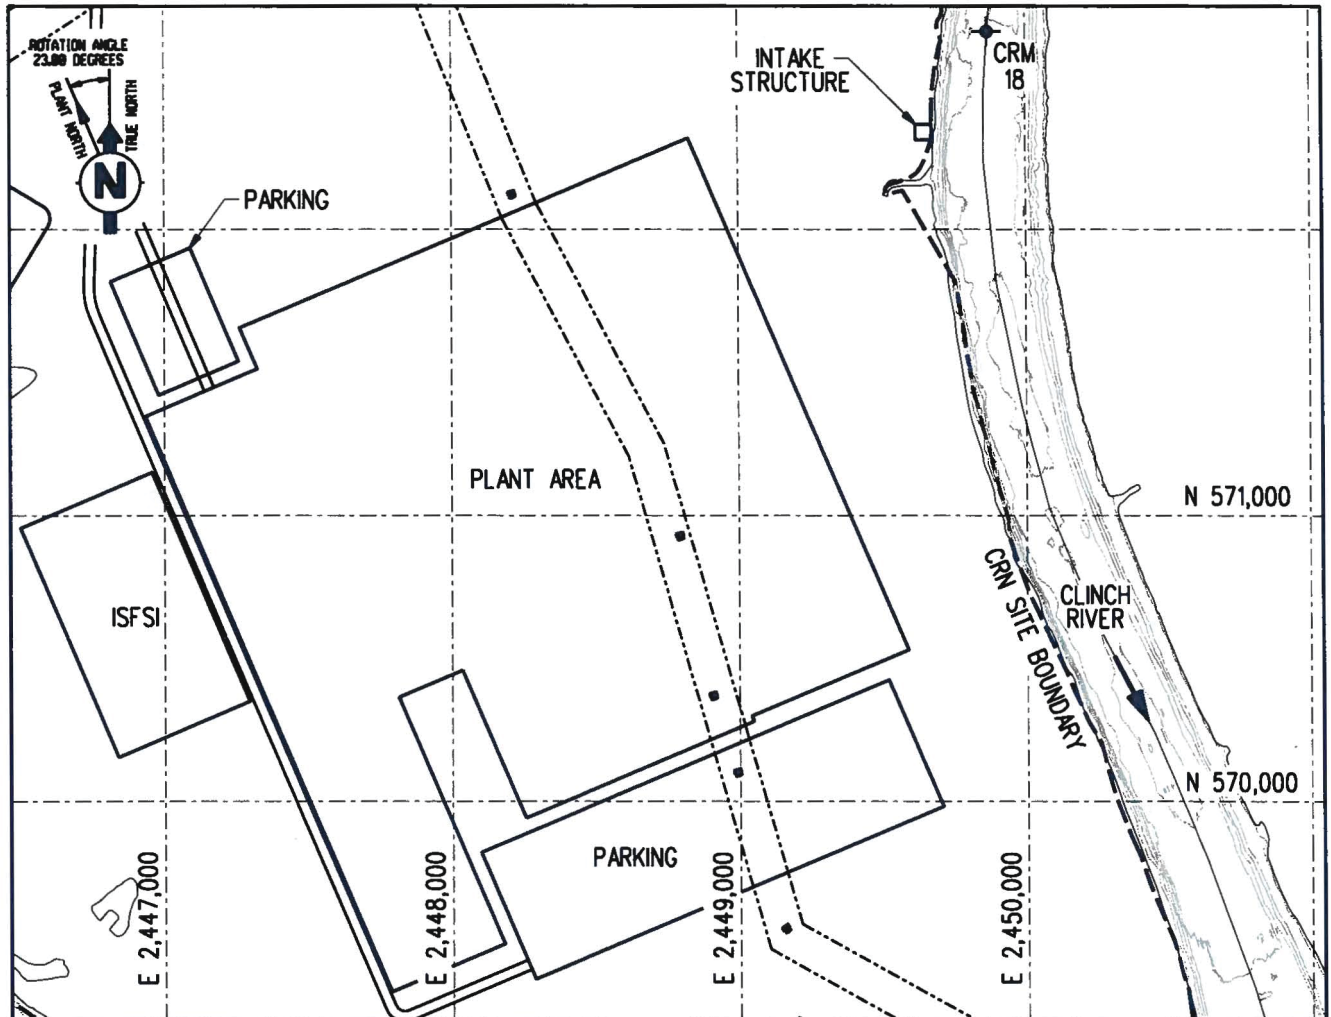 ROTATION ANGLE
23.00 DEGREES
PLANT NORTH
TRUE NORTH
N
INTAKE
STRUCTURE
CRM
18
PARKING
PLANT AREA
N 571,000
ISFSI
CRN SITE BOUNDARY
CLINCH
RIVER
N 570,000
PARKING
E 2,447,000
E 2,448,000
E 2,449,000
E 2,450,000